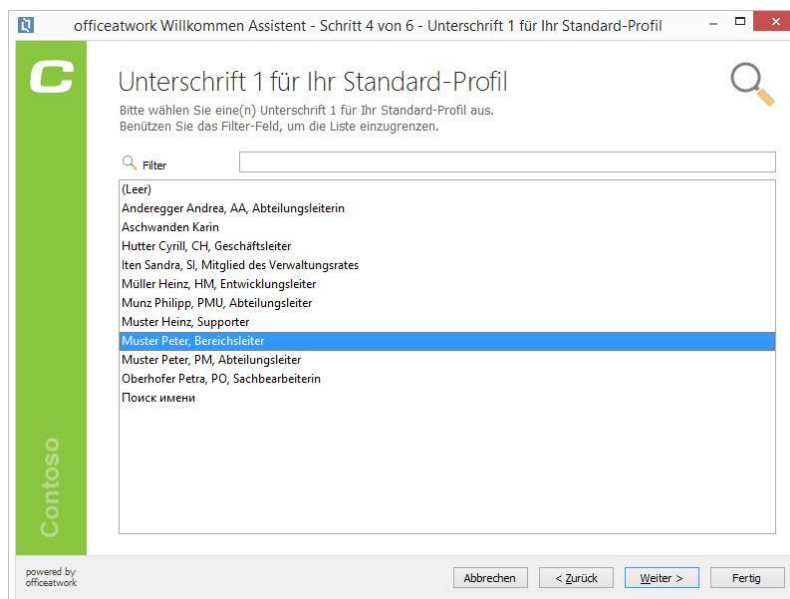 officeatwork Willkommen Assistent - Schritt 4 von 6 - Unterschrift 1 für Ihr Standard-Profil
C
Unterschrift 1 für Ihr Standard-Profil
Bitte wählen Sie eine(n) Unterschrift 1 für Ihr Standard-Profil aus.
Benützen Sie das Filter-Feld, um die Liste einzugrenzen.
Filter
(Leer)
Anderegger Andrea, AA, Abteilungsleiterin
Aschwanden Karin
Hutter Cyrill, CH, Geschäftsleiter
Iten Sandra, SI, Mitglied des Verwaltungsrates
Müller Heinz, HM, Entwicklungsleiter
Munz Philipp, PMU, Abteilungsleiter
Muster Heinz, Supporter
Muster Peter, Bereichsleiter
Muster Peter, PM, Abteilungsleiter
Oberhofer Petra, PO, Sachbearbeiterin
Поиск имени
Contoso
powered by
officeatwork
Abbrechen
< Zurück
Weiter >
Fertig